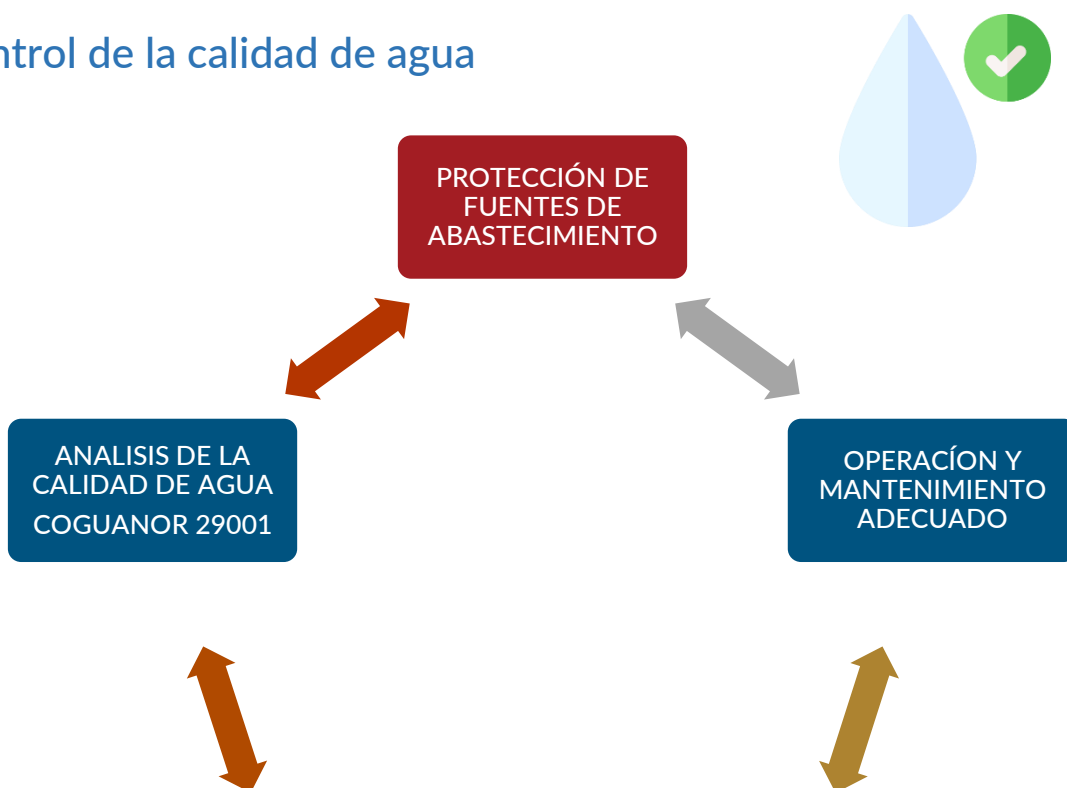 ntrol de la calidad de agua
PROTECCIÓN DE
FUENTES DE
ABASTECIMIENTO
ANALISIS DE LA
CALIDAD DE AGUA
COGUANOR 29001
OPERACÍON Y
MANTENIMIENTO
ADECUADO